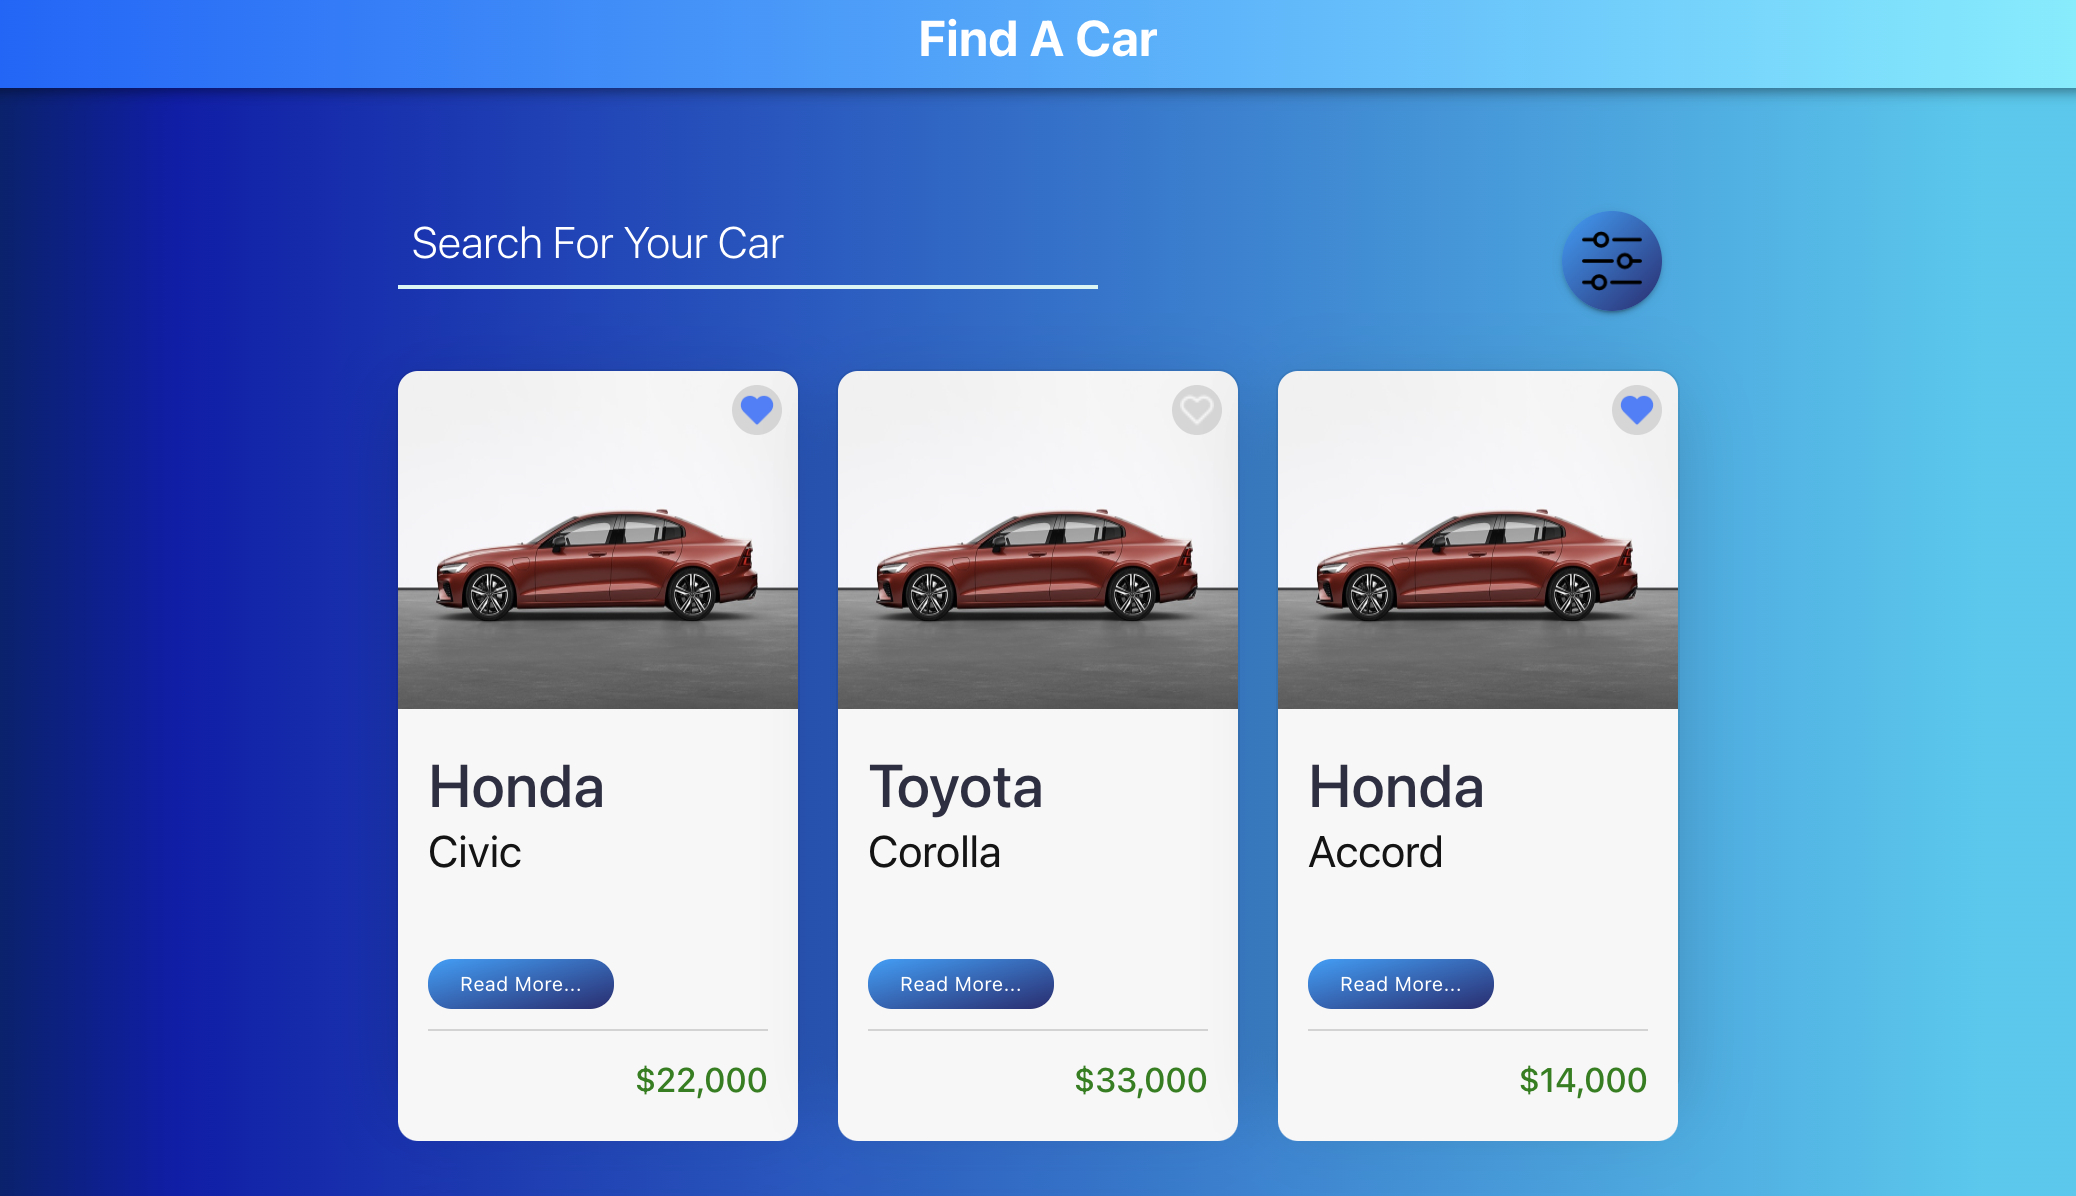 Find A Car
Search For Your Car
Honda
Civic
Read More...
$22,000
Toyota
Corolla
Read More...
$33,000
Honda
Accord
Read More...
$14,000